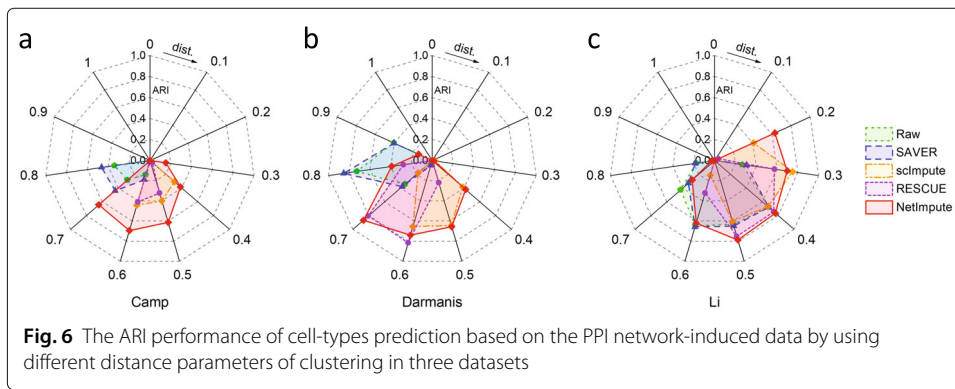 a
0
dist.
1.0
0.1
1
0.8
0.6
ARI
0.4
0.2
0.0
0.9
0.2
0.8
0.3
0.7
0.4
0.6
0.5
Camp
b
0
dist.
1.0
0.1
1
0.8
0.6
ARI
0.4
0.2
0.0
0.9
0.2
0.8
0.3
0.7
0.4
0.6
0.5
Darmanis
c
0
dist.
1.0
0.1
1
0.8
0.6
ARI
0.4
0.2
0.0
0.9
0.2
0.8
0.3
0.7
0.4
0.6
0.5
Li
Raw
SAVER
scImpute
RESCUE
NetImpute
Fig. 6 The ARI performance of cell-types prediction based on the PPI network-induced data by using
different distance parameters of clustering in three datasets